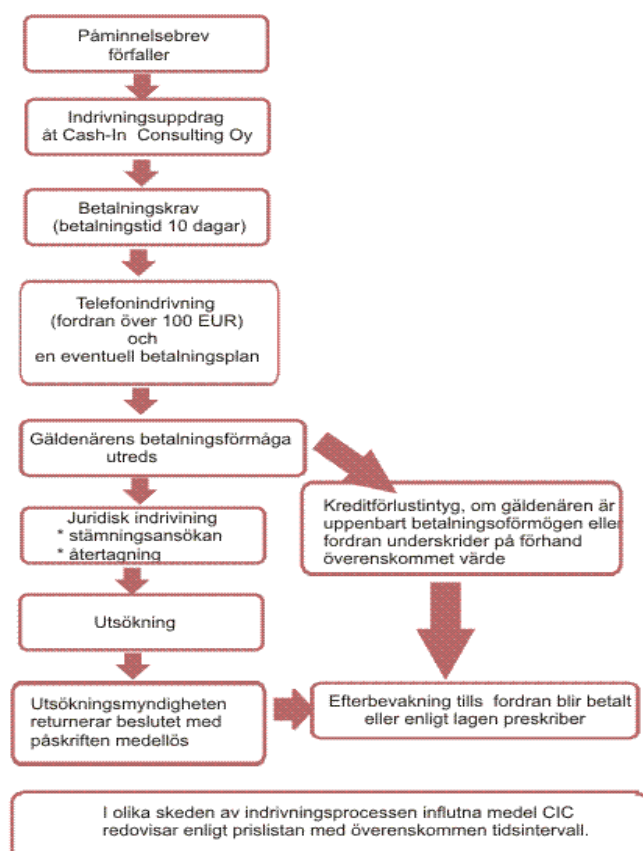 Påminnelsebrev
förfaller
Indrivningsuppdrag
åt Cash-In Consulting Oy
Betalningskrav
(betalningstid 10 dagar)
Telefonindrivning
(fordran över 100 EUR)
och
en eventuell betalningsplan
Gäldenärens betalningsförmåga
utreds
Juridisk indrivining
* stämningsansökan
* återtagning
Kreditförlustintyg, om gäldenären är
uppenbart betalningsoförmögen eller
fordran underskrider på förhand
överenskommet värde
Utsökning
Utsökningsmyndigheten
returnerar beslutet med
påskriften medellös
Efterbevakning tills fordran blir betalt
eller enligt lagen preskriber
I olika skeden av indrivningsprocessen influtna medel CIC
redovisar enligt prislistan med överenskommen tidsintervall.